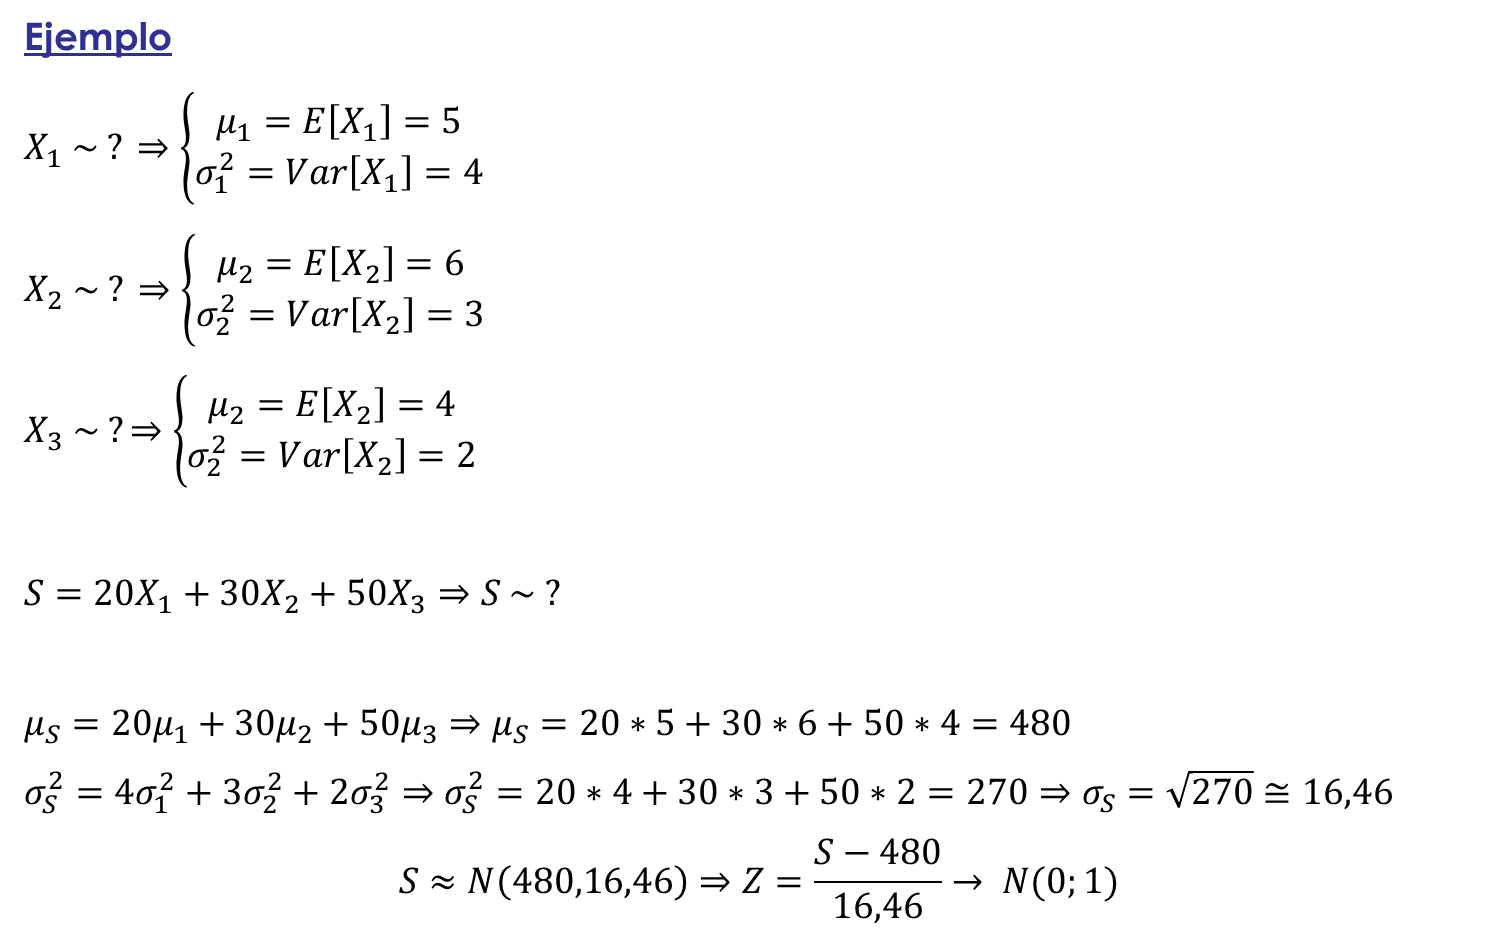 Ejemplo
X₁ ~ ? ⇒ { μ₁ = E[X₁] = 5
σ₁² = Var[X₁] = 4
X₂ ~ ? ⇒ { μ₂ = E[X₂] = 6
σ₂² = Var[X₂] = 3
X₃ ~ ? ⇒ { μ₂ = E[X₂] = 4
σ₂² = Var[X₂] = 2
S = 20X₁ + 30X₂ + 50X₃ ⇒ S ~ ?
μ_S = 20μ₁ + 30μ₂ + 50μ₃ ⇒ μ_S = 20 * 5 + 30 * 6 + 50 * 4 = 480
σ_S² = 4σ₁² + 3σ₂² + 2σ₃² ⇒ σ_S² = 20 * 4 + 30 * 3 + 50 * 2 = 270 ⇒ σ_S = √270 ≅ 16,46
S ≈ N(480,16,46) ⇒ Z = (S − 480)/16,46 → N(0; 1)